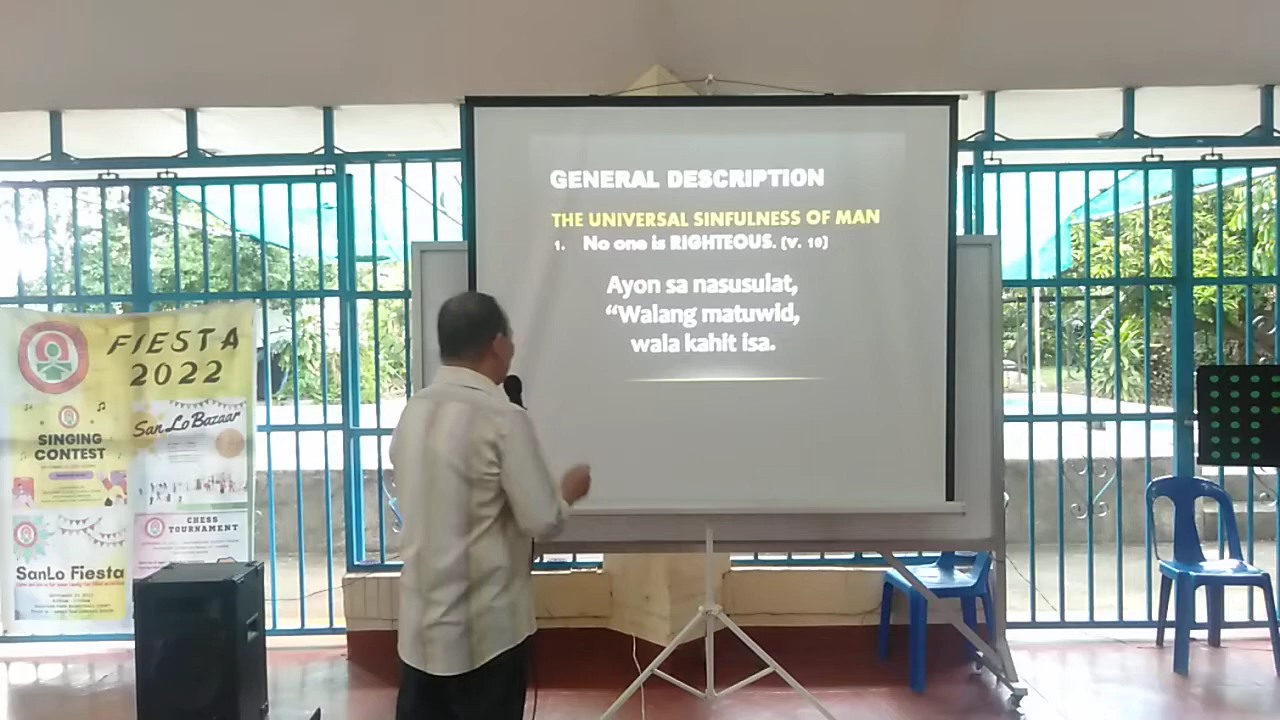 GENERAL DESCRIPTION
THE UNIVERSAL SINFULNESS OF MAN
1. No one is RIGHTEOUS. (v. 10)
Ayon sa nasusulat,
“Walang matuwid,
wala kahit isa.
FIESTA
2022
SINGING
CONTEST
San Lo Bazaar
SanLo Fiesta
CHESS
TOURNAMENT